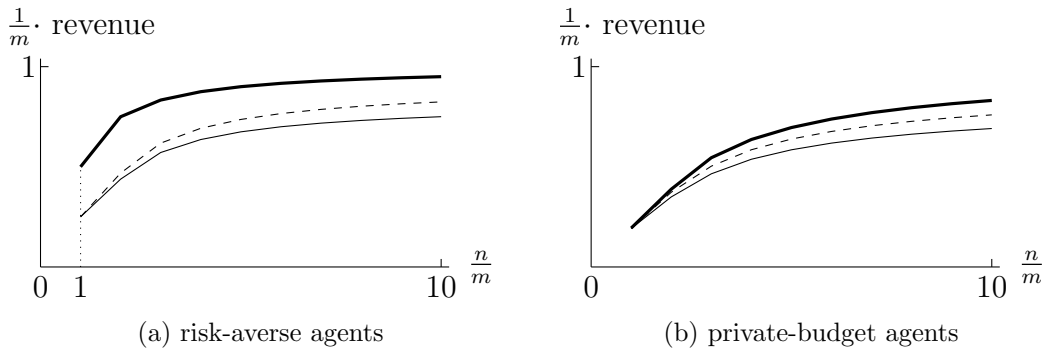 1/m · revenue
1
0 1 10 n/m
(a) risk-averse agents
1/m · revenue
1
0 10 n/m
(b) private-budget agents